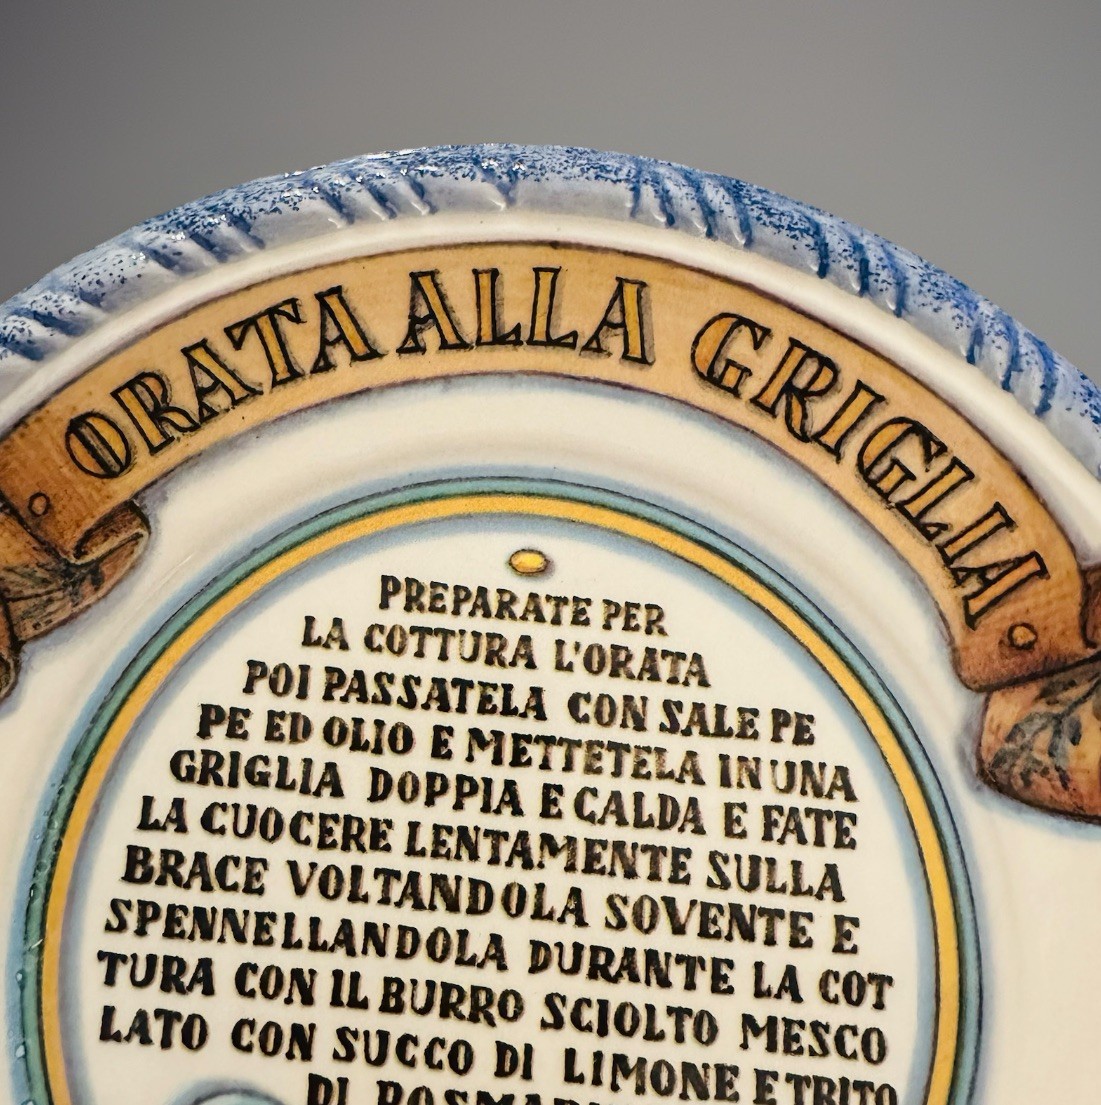 ORATA ALLA GRIGLIA
PREPARATE PER
LA COTTURA L'ORATA
POI PASSATELA CON SALE PE
PE ED OLIO E METTETELA IN UNA
GRIGLIA DOPPIA E CALDA E FATE
LA CUOCERE LENTAMENTE SULLA
BRACE VOLTANDOLA SOVENTE E
SPENNELLANDOLA DURANTE LA COT
TURA CON IL BURRO SCIOLTO MESCO
LATO CON SUCCO DI LIMONE E TRITO
DI